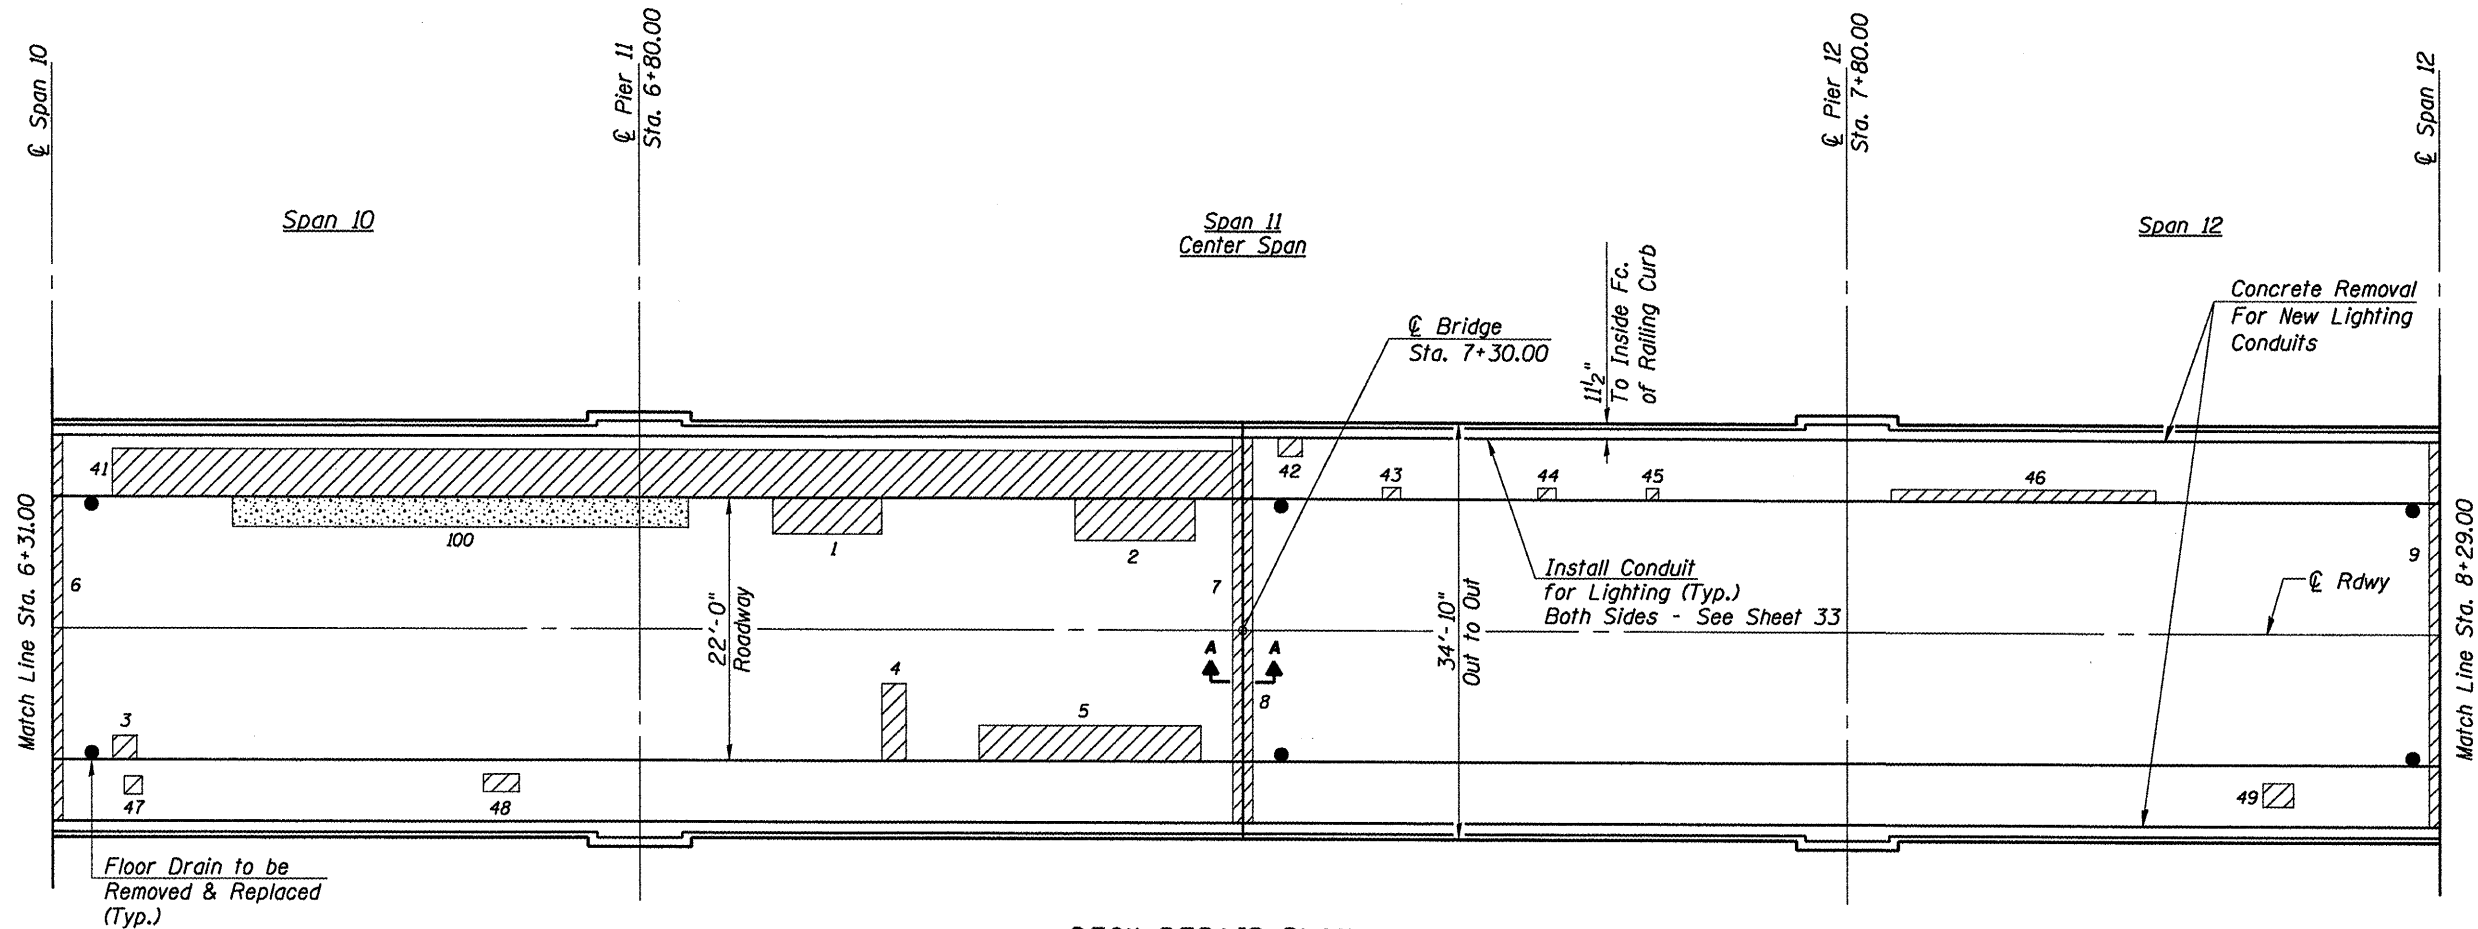 ℄ Span 10
℄ Pier 11
Sta. 6+80.00
℄ Pier 12
Sta. 7+80.00
℄ Span 12
Span 10
Span 11
Center Span
Span 12
11½"
To Inside Fc.
of Railing Curb
Concrete Removal
For New Lighting
Conduits
℄ Bridge
Sta. 7+30.00
41
42
43
44
45
46
100
1
2
Match Line Sta. 6+31.00
6
7
22'-0"
Roadway
34'-10"
Out to Out
Install Conduit
for Lighting (Typ.)
Both Sides - See Sheet 33
℄ Rdwy
9
Match Line Sta. 8+29.00
A
A
3
4
5
8
47
48
49
Floor Drain to be
Removed & Replaced
(Typ.)